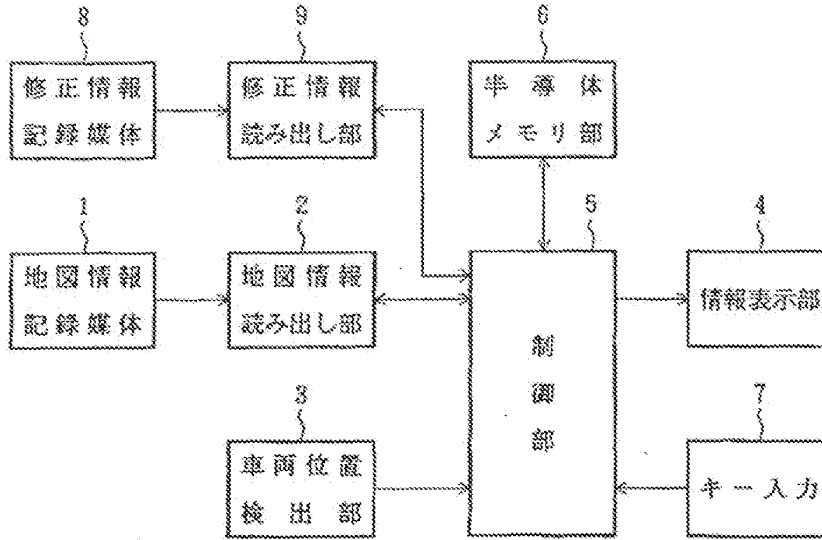 8
9
6
修正情報
記録媒体
修正情報
読み出し部
半導体
メモリ部
1
2
5
4
地図情報
記録媒体
地図情報
読み出し部
制御部
情報表示部
3
7
車両位置
検出部
キー入力